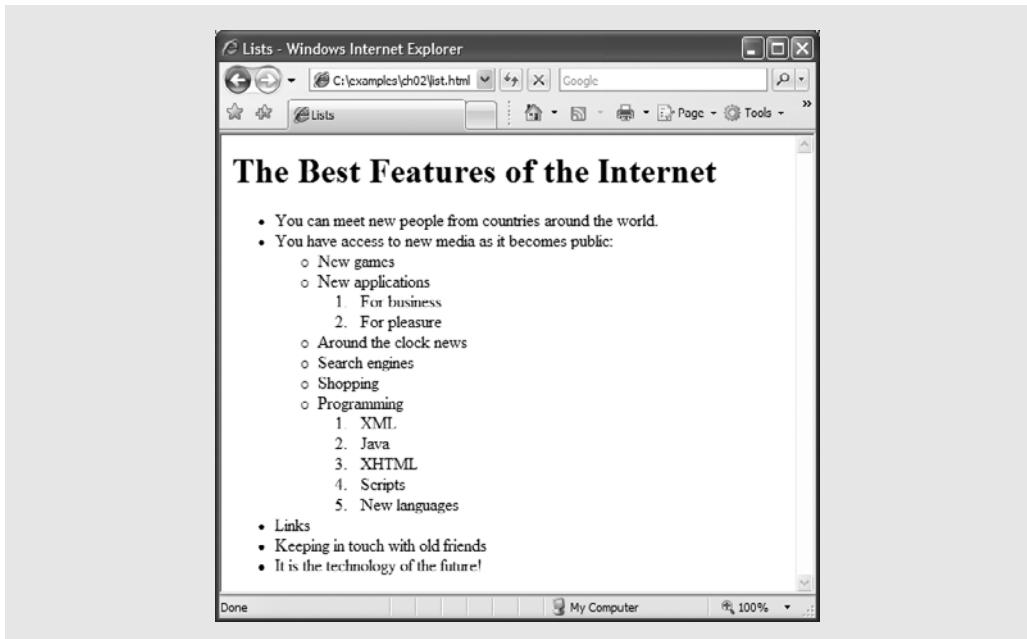 Lists - Windows Internet Explorer
C:\examples\ch02\list.html Google
Lists Page Tools »
The Best Features of the Internet
• You can meet new people from countries around the world.
• You have access to new media as it becomes public:
○ New games
○ New applications
1. For business
2. For pleasure
○ Around the clock news
○ Search engines
○ Shopping
○ Programming
1. XML
2. Java
3. XHTML
4. Scripts
5. New languages
• Links
• Keeping in touch with old friends
• It is the technology of the future!
Done My Computer 100%